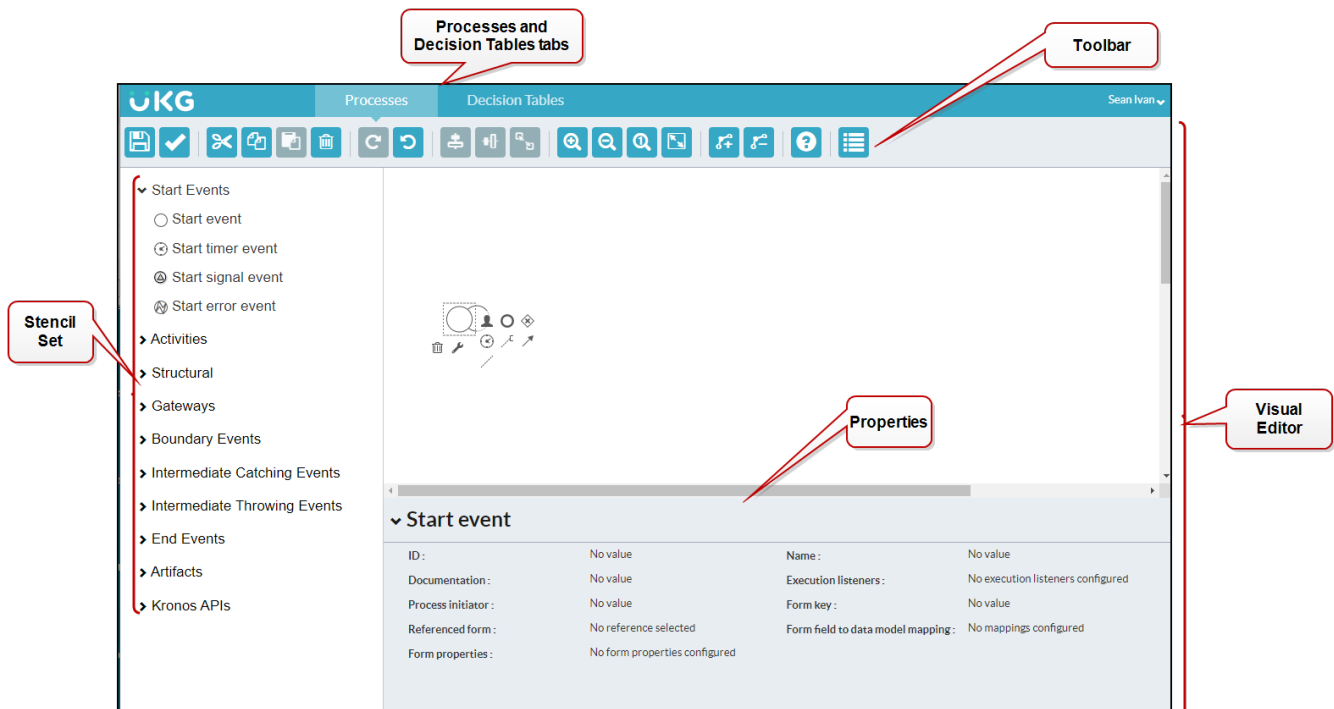 Processes and
Decision Tables tabs
Toolbar
UKG
Processes
Decision Tables
Sean Ivan
Start Events
Start event
Start timer event
Start signal event
Start error event
Activities
Structural
Gateways
Boundary Events
Intermediate Catching Events
Intermediate Throwing Events
End Events
Artifacts
Kronos APIs
Stencil
Set
Properties
Visual
Editor
Start event
ID : No value Name : No value
Documentation : No value Execution listeners : No execution listeners configured
Process initiator : No value Form key : No value
Referenced form : No reference selected Form field to data model mapping : No mappings configured
Form properties : No form properties configured